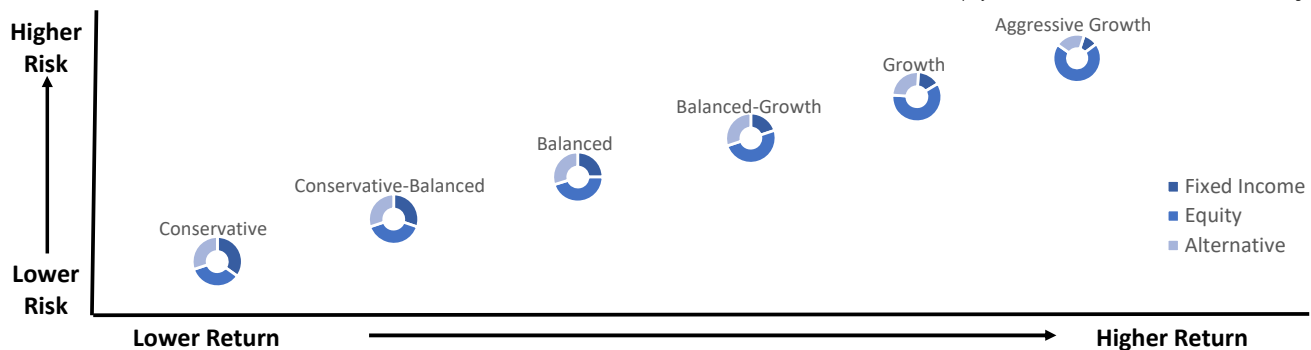 Aggressive Growth
Higher
Risk
Growth
Balanced-Growth
Balanced
Conservative-Balanced
Fixed Income
Equity
Conservative
Alternative
Lower
Risk
Lower Return
Higher Return